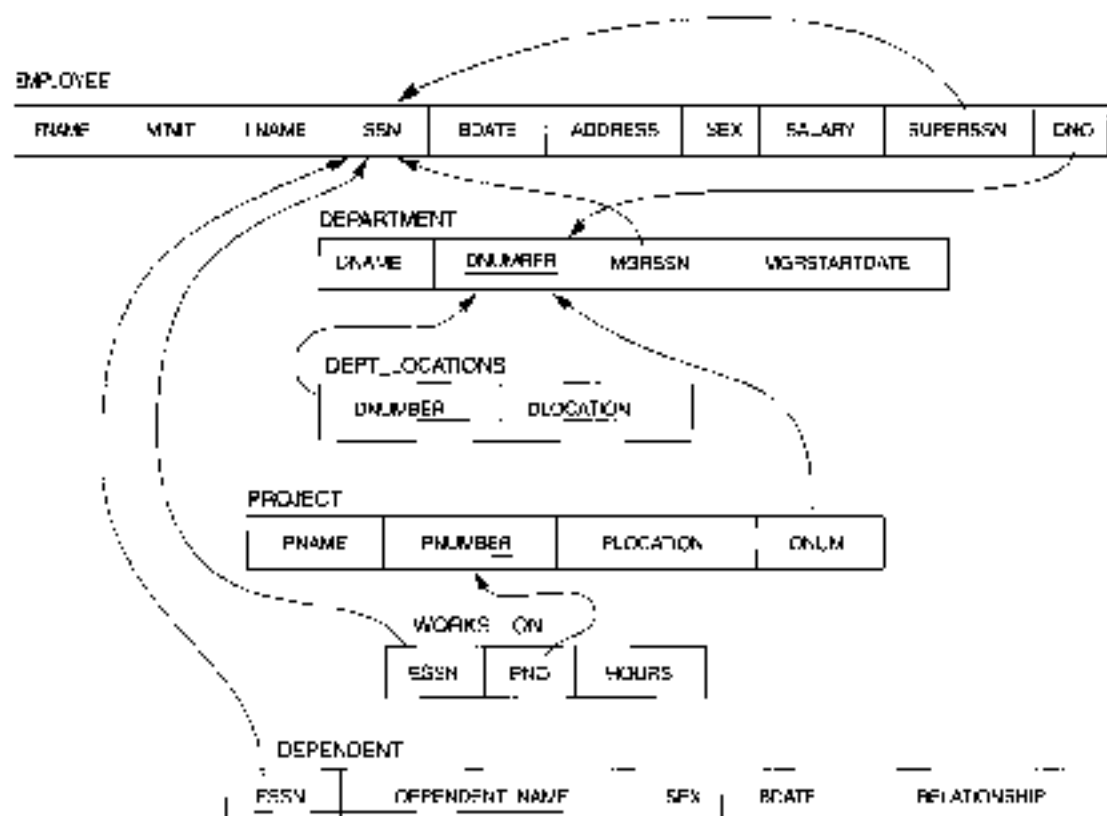 EMPLOYEE
FNAME MINIT LNAME SSN BDATE ADDRESS SEX SALARY SUPERSSN DNO
DEPARTMENT
DNAME DNUMBER MGRSSN MGRSTARTDATE
DEPT_LOCATIONS
DNUMBER DLOCATION
PROJECT
PNAME PNUMBER PLOCATION DNUM
WORKS_ON
ESSN PNO HOURS
DEPENDENT
ESSN DEPENDENT_NAME SEX BDATE RELATIONSHIP